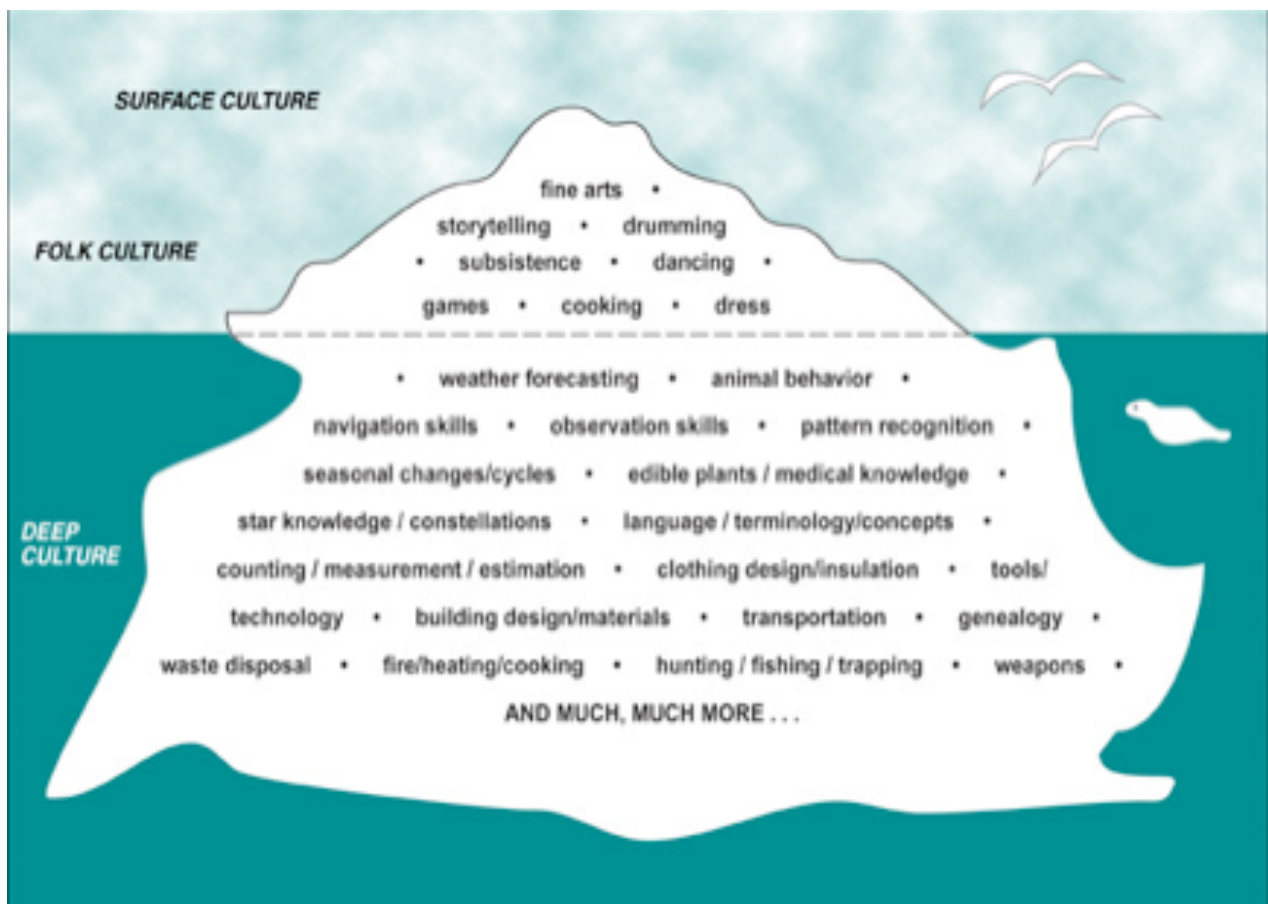 SURFACE CULTURE
fine arts •
storytelling • drumming
FOLK CULTURE
• subsistence • dancing •
games • cooking • dress
• weather forecasting • animal behavior •
navigation skills • observation skills • pattern recognition •
seasonal changes/cycles • edible plants / medical knowledge •
star knowledge / constellations • language / terminology/concepts •
DEEP
CULTURE
counting / measurement / estimation • clothing design/insulation • tools/
technology • building design/materials • transportation • genealogy •
waste disposal • fire/heating/cooking • hunting / fishing / trapping • weapons •
AND MUCH, MUCH MORE . . .